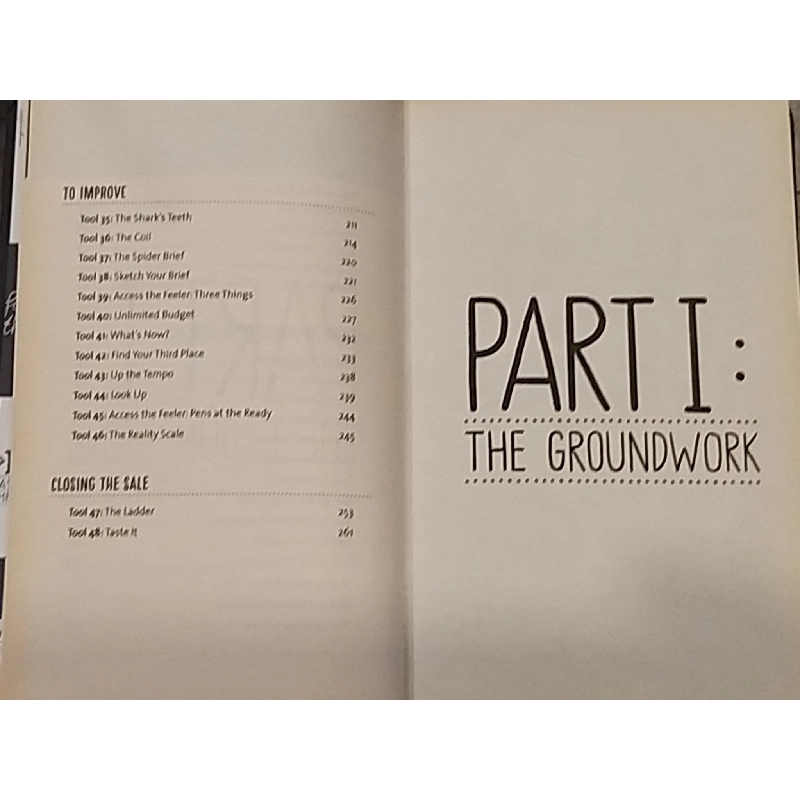 TO IMPROVE
Tool 35: The Shark's Teeth 211
Tool 36: The Coil 214
Tool 37: The Spider Brief 220
Tool 38: Sketch Your Brief 221
Tool 39: Access the Feeler: Three Things 226
Tool 40: Unlimited Budget 227
Tool 41: What's Now? 232
Tool 42: Find Your Third Place 233
Tool 43: Up the Tempo 238
Tool 44: Look Up 239
Tool 45: Access the Feeler: Pens at the Ready 244
Tool 46: The Reality Scale 245
CLOSING THE SALE
Tool 47: The Ladder 253
Tool 48: Taste It 261
PART I:
THE GROUNDWORK